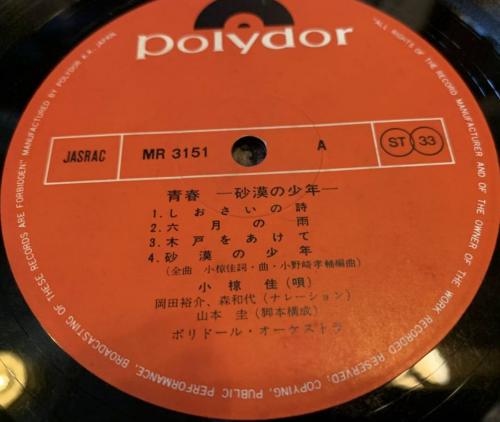 polydor
JASRAC MR 3151 A ST 33
青春 —砂漠の少年—
1. しおさいの詩
2. 六月の雨
3. 木戸をあけて
4. 砂漠の少年
(全曲 小椋佳詞・曲・小野崎孝輔編曲)
小椋 佳(唄)
岡田裕介、森和代(ナレーション)
山本 圭(脚本構成)
ポリドール・オーケストラ
"ALL RIGHTS OF THE RECORD MANUFACTURER AND OF THE OWNER OF THE WORK REPRODUCED RESERVED, COPYING, PUBLIC PERFORMANCE, BROADCASTING OF THESE RECORDS ARE FORBIDDEN" MANUFACTURED BY POLYDOR K.K. JAPAN